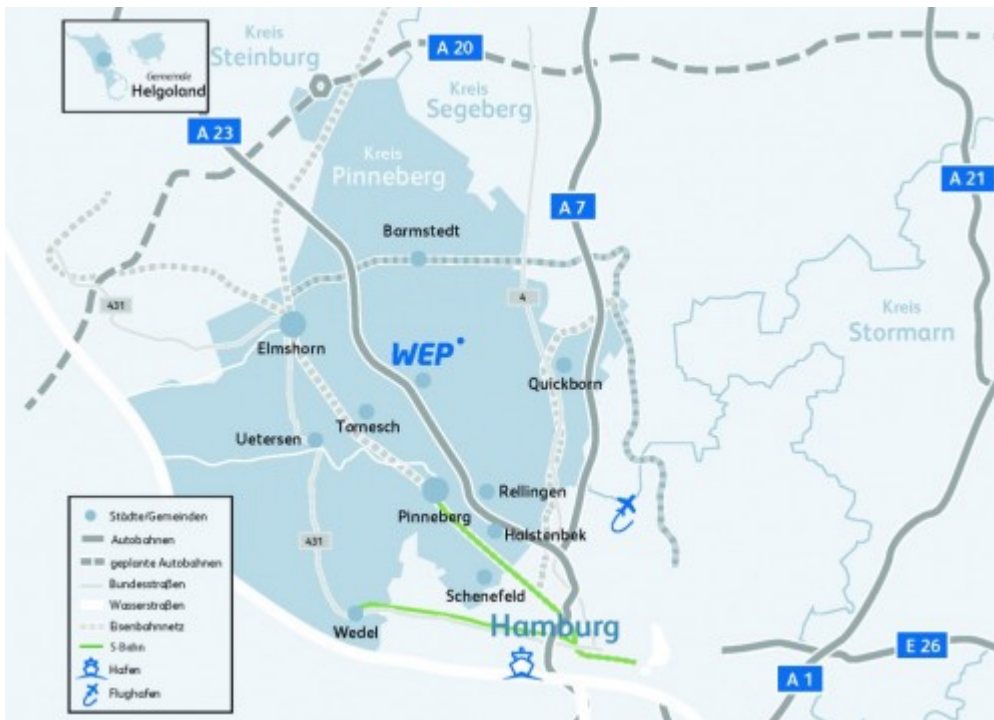 Gemeinde
Helgoland
Kreis
Steinburg
A 20
Kreis
Segeberg
A 23
Kreis
Pinneberg
A 21
A 7
Barmstedt
431
4
Kreis
Stormarn
Elmshorn
WEP
Quickborn
Tornesch
Uetersen
Rellingen
Pinneberg
Halstenbek
431
Schenefeld
Wedel
Hamburg
E 26
A 1
Städte/Gemeinden
Autobahnen
geplante Autobahnen
Bundesstraßen
Wasserstraßen
Eisenbahnnetz
S-Bahn
Hafen
Flughafen